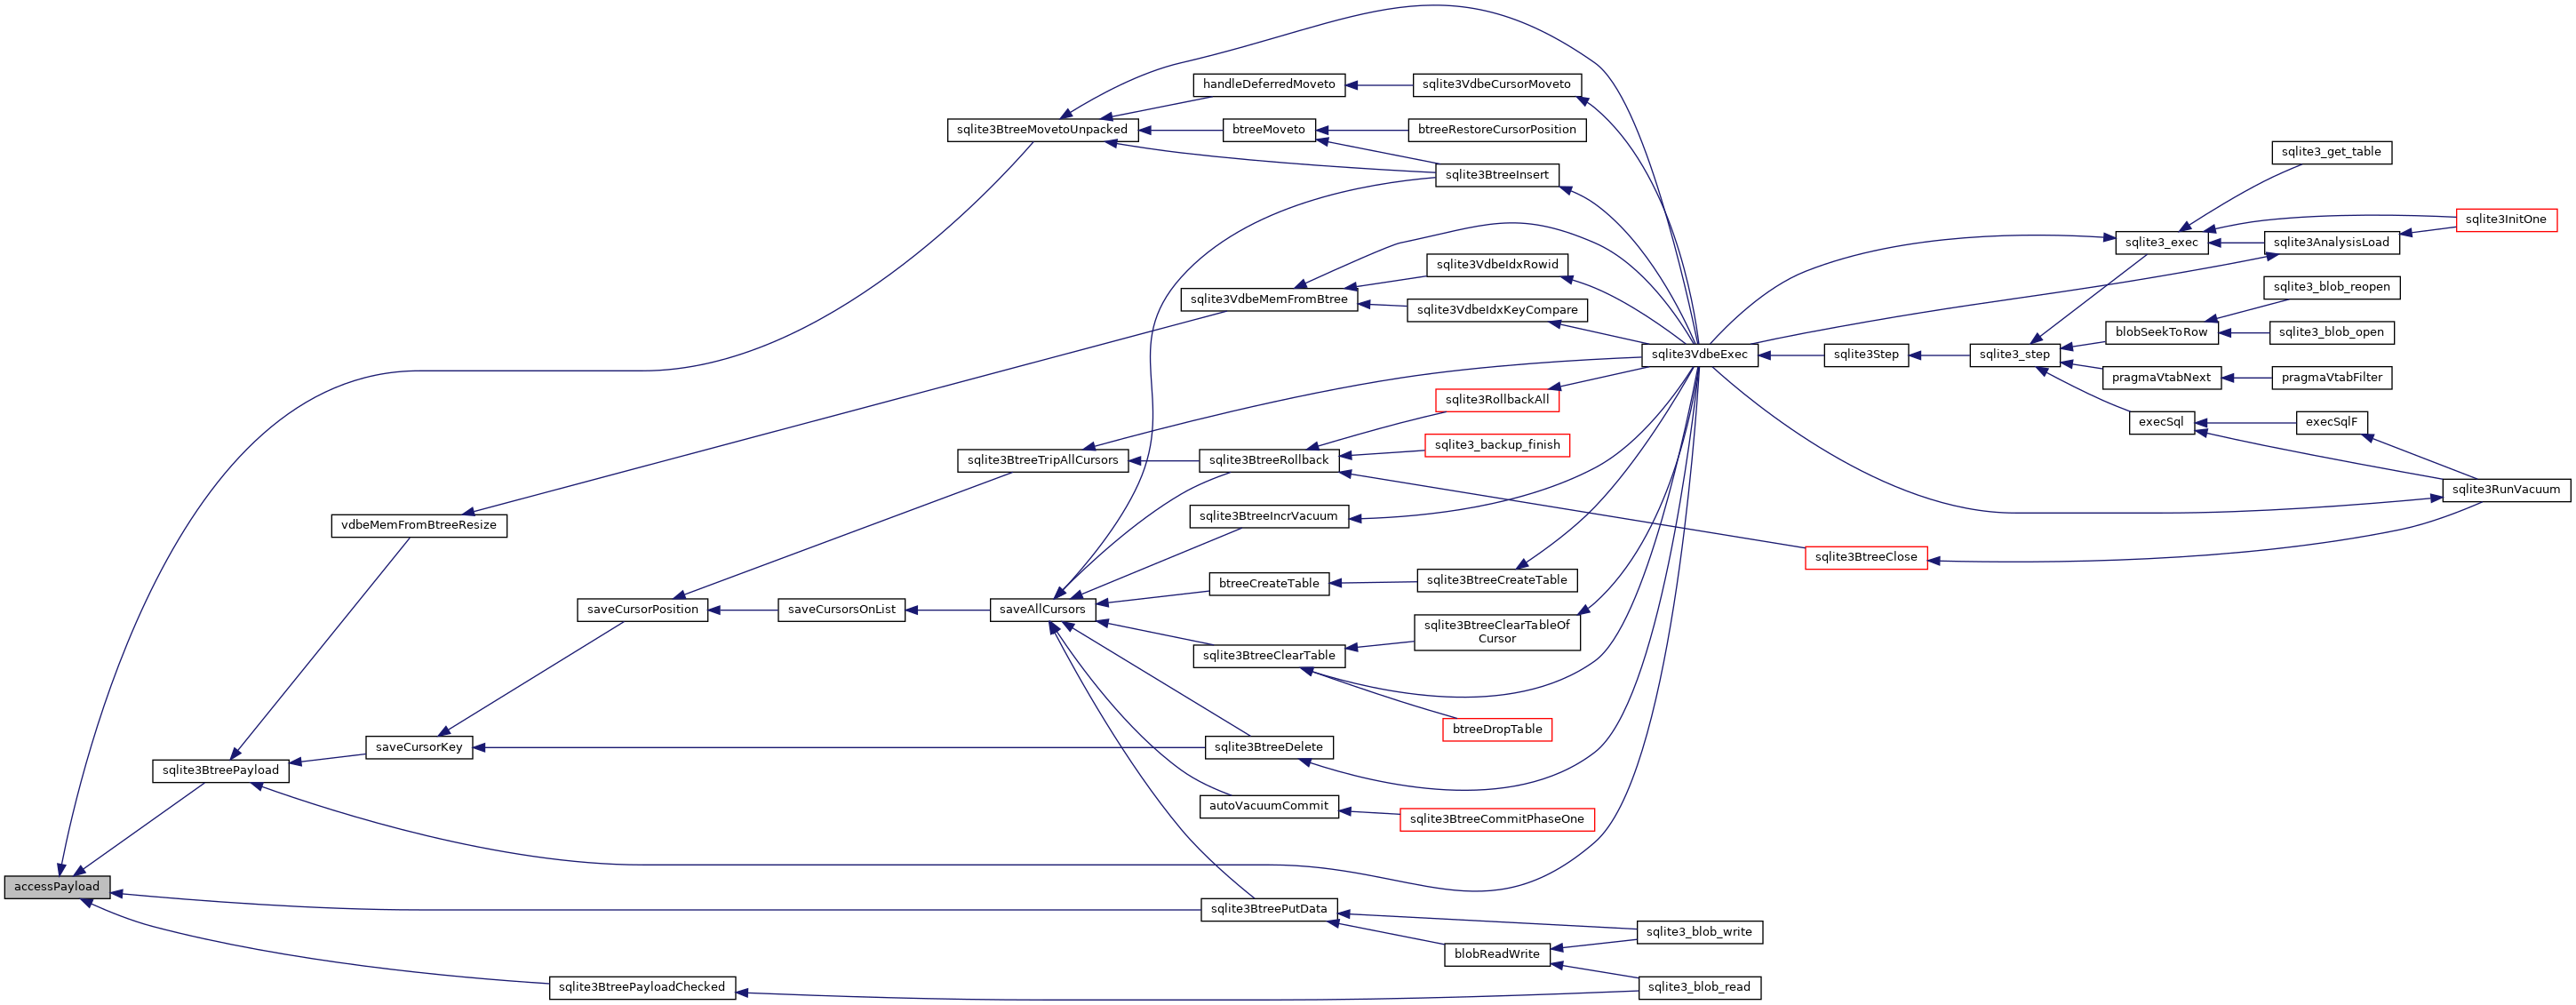 accessPayload
sqlite3BtreePayload
sqlite3BtreePayloadChecked
vdbeMemFromBtreeResize
saveCursorKey
saveCursorPosition
saveCursorsOnList
sqlite3BtreeMovetoUnpacked
sqlite3BtreeTripAllCursors
saveAllCursors
handleDeferredMoveto
btreeMoveto
sqlite3VdbeMemFromBtree
sqlite3BtreeRollback
sqlite3BtreeIncrVacuum
btreeCreateTable
sqlite3BtreeClearTable
sqlite3BtreeDelete
autoVacuumCommit
sqlite3BtreePutData
sqlite3VdbeCursorMoveto
btreeRestoreCursorPosition
sqlite3BtreeInsert
sqlite3VdbeIdxRowid
sqlite3VdbeIdxKeyCompare
sqlite3RollbackAll
sqlite3_backup_finish
sqlite3BtreeCreateTable
sqlite3BtreeClearTableOf
Cursor
btreeDropTable
sqlite3BtreeCommitPhaseOne
blobReadWrite
sqlite3VdbeExec
sqlite3_blob_write
sqlite3_blob_read
sqlite3Step
sqlite3BtreeClose
sqlite3_step
sqlite3_exec
blobSeekToRow
pragmaVtabNext
execSql
sqlite3_get_table
sqlite3AnalysisLoad
sqlite3_blob_reopen
sqlite3_blob_open
pragmaVtabFilter
execSqlF
sqlite3InitOne
sqlite3RunVacuum